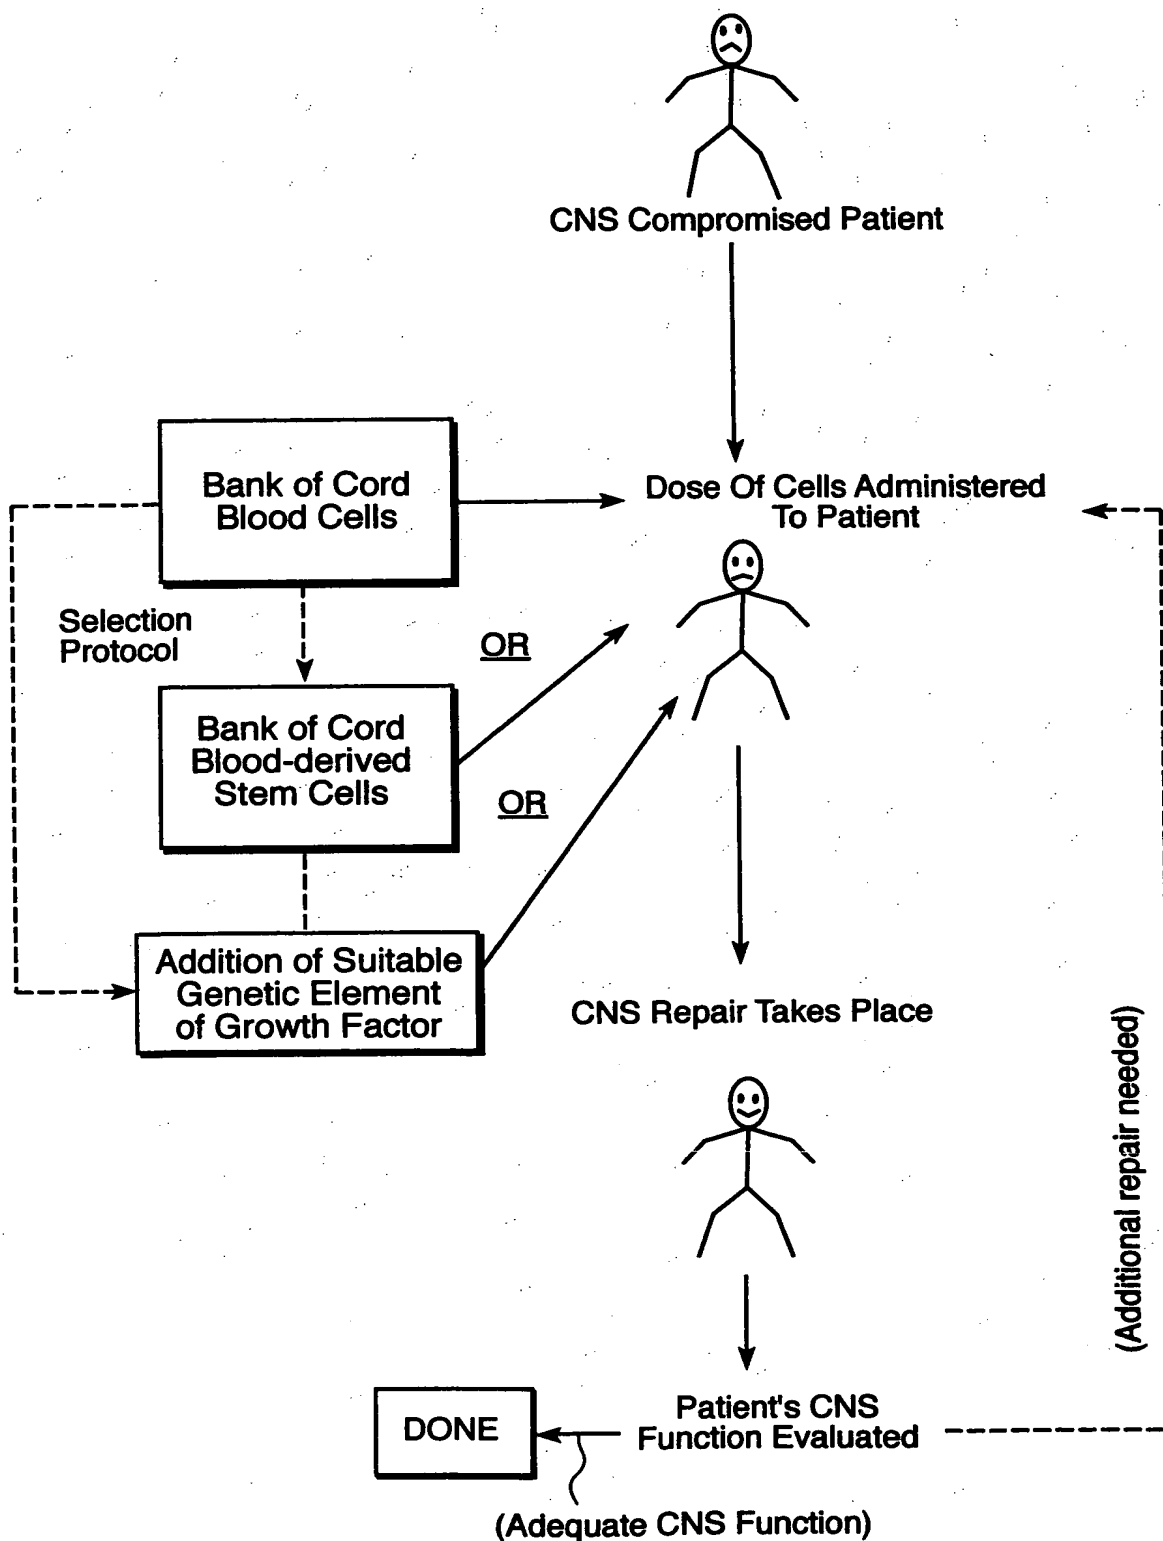 CNS Compromised Patient
Bank of Cord
Blood Cells
Dose Of Cells Administered
To Patient
Selection
Protocol
OR
Bank of Cord
Blood-derived
Stem Cells
OR
Addition of Suitable
Genetic Element
of Growth Factor
CNS Repair Takes Place
(Additional repair needed)
DONE
Patient's CNS
Function Evaluated
(Adequate CNS Function)